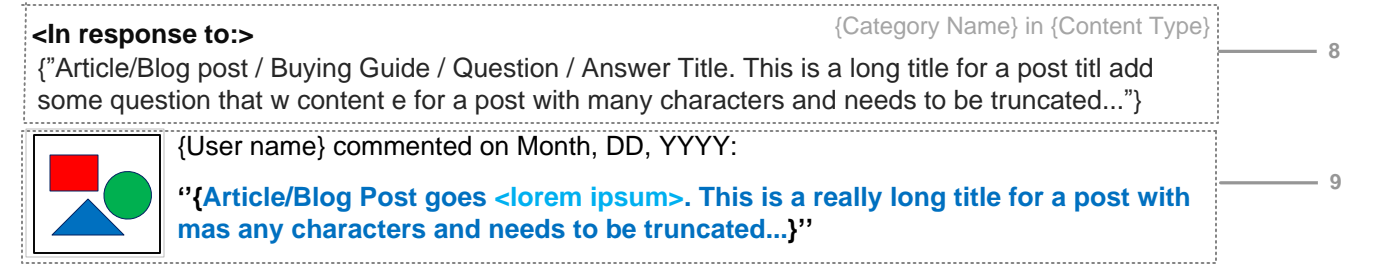 <In response to:> {Category Name} in {Content Type}
{"Article/Blog post / Buying Guide / Question / Answer Title. This is a long title for a post titl add
some question that w content e for a post with many characters and needs to be truncated..."}
8
{User name} commented on Month, DD, YYYY:
‘’{Article/Blog Post goes <lorem ipsum>. This is a really long title for a post with
mas any characters and needs to be truncated...}’’
9